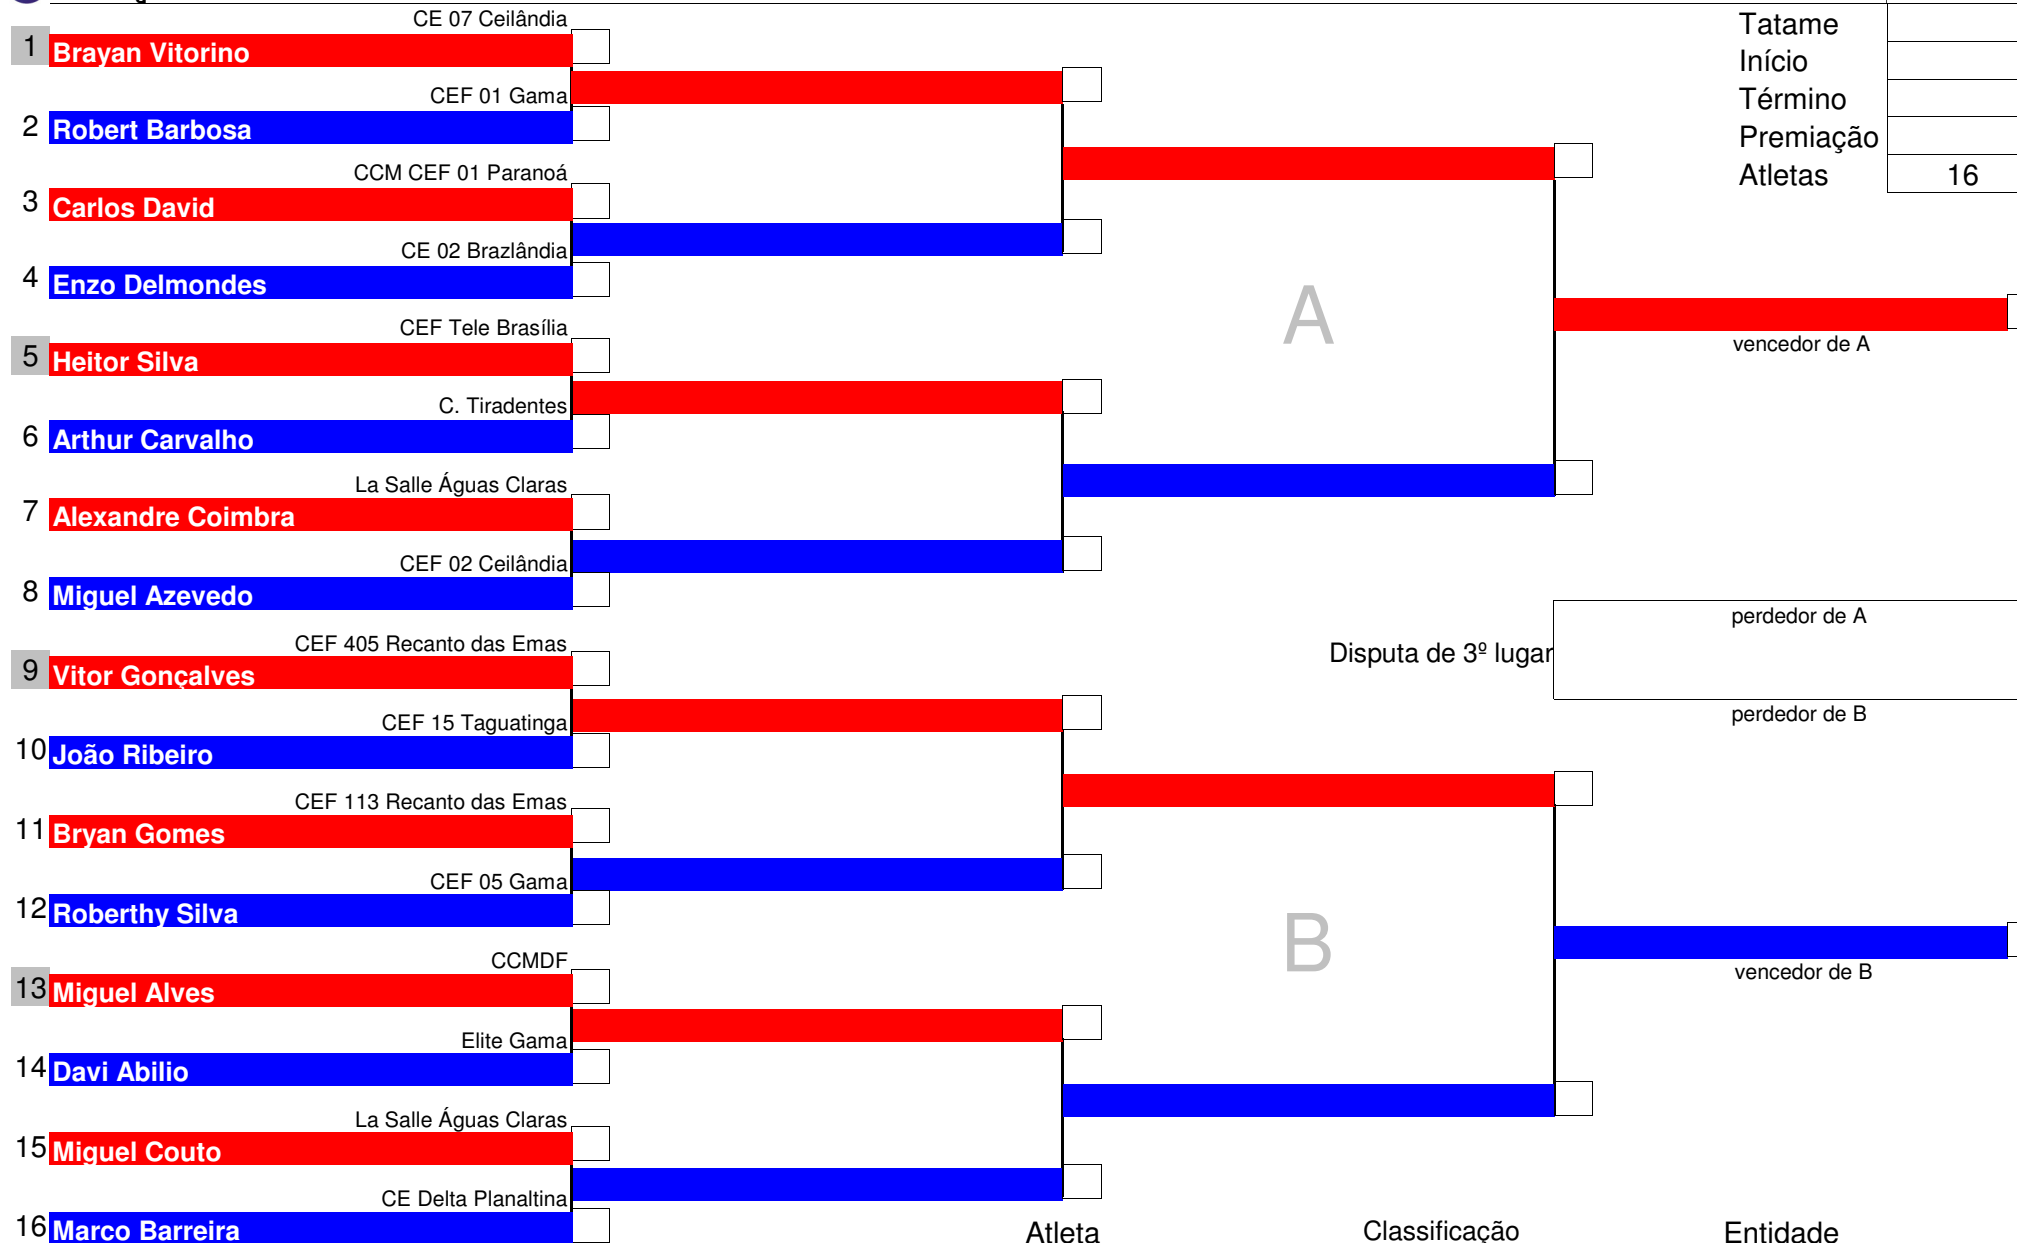 CE 07 Ceilândia
1 Brayan Vitorino
CEF 01 Gama
2 Robert Barbosa
CCM CEF 01 Paranoá
3 Carlos David
CE 02 Brazlândia
4 Enzo Delmondes
CEF Tele Brasília
5 Heitor Silva
C. Tiradentes
6 Arthur Carvalho
La Salle Águas Claras
7 Alexandre Coimbra
CEF 02 Ceilândia
8 Miguel Azevedo
CEF 405 Recanto das Emas
9 Vitor Gonçalves
CEF 15 Taguatinga
10 João Ribeiro
CEF 113 Recanto das Emas
11 Bryan Gomes
CEF 05 Gama
12 Roberthy Silva
CCMDF
13 Miguel Alves
Elite Gama
14 Davi Abilio
La Salle Águas Claras
15 Miguel Couto
CE Delta Planaltina
16 Marco Barreira
A
B
Tatame
Início
Término
Premiação
Atletas 16
vencedor de A
perdedor de A
Disputa de 3º lugar
perdedor de B
vencedor de B
Atleta Classificação Entidade